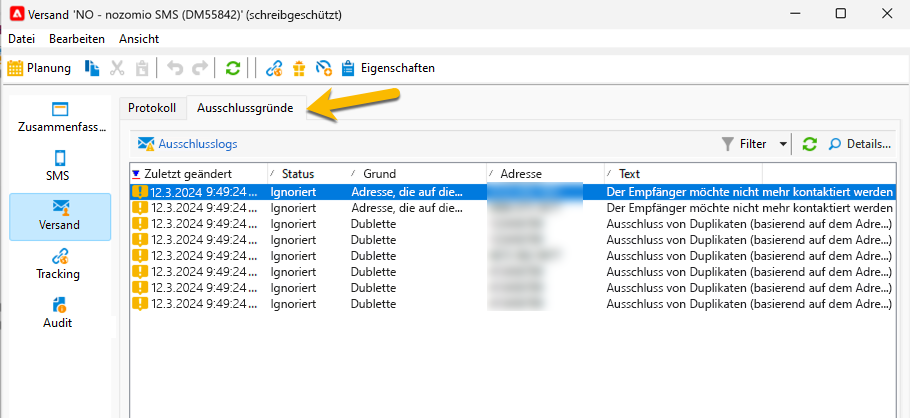 Versand 'NO - nozomio SMS (DM55842)' (schreibgeschützt)
Datei Bearbeiten Ansicht
Planung Eigenschaften
Zusammenfass...
SMS
Versand
Tracking
Audit
Protokoll Ausschlussgründe
Ausschlusslogs Filter Details...
Zuletzt geändert Status Grund Adresse Text
12.3.2024 9:49:24 ... Ignoriert Adresse, die auf die... Der Empfänger möchte nicht mehr kontaktiert werden
12.3.2024 9:49:24 ... Ignoriert Adresse, die auf die... Der Empfänger möchte nicht mehr kontaktiert werden
12.3.2024 9:49:24 ... Ignoriert Dublette Ausschluss von Duplikaten (basierend auf dem Adre...)
12.3.2024 9:49:24 ... Ignoriert Dublette Ausschluss von Duplikaten (basierend auf dem Adre...)
12.3.2024 9:49:24 ... Ignoriert Dublette Ausschluss von Duplikaten (basierend auf dem Adre...)
12.3.2024 9:49:24 ... Ignoriert Dublette Ausschluss von Duplikaten (basierend auf dem Adre...)
12.3.2024 9:49:24 ... Ignoriert Dublette Ausschluss von Duplikaten (basierend auf dem Adre...)
12.3.2024 9:49:24 ... Ignoriert Dublette Ausschluss von Duplikaten (basierend auf dem Adre...)